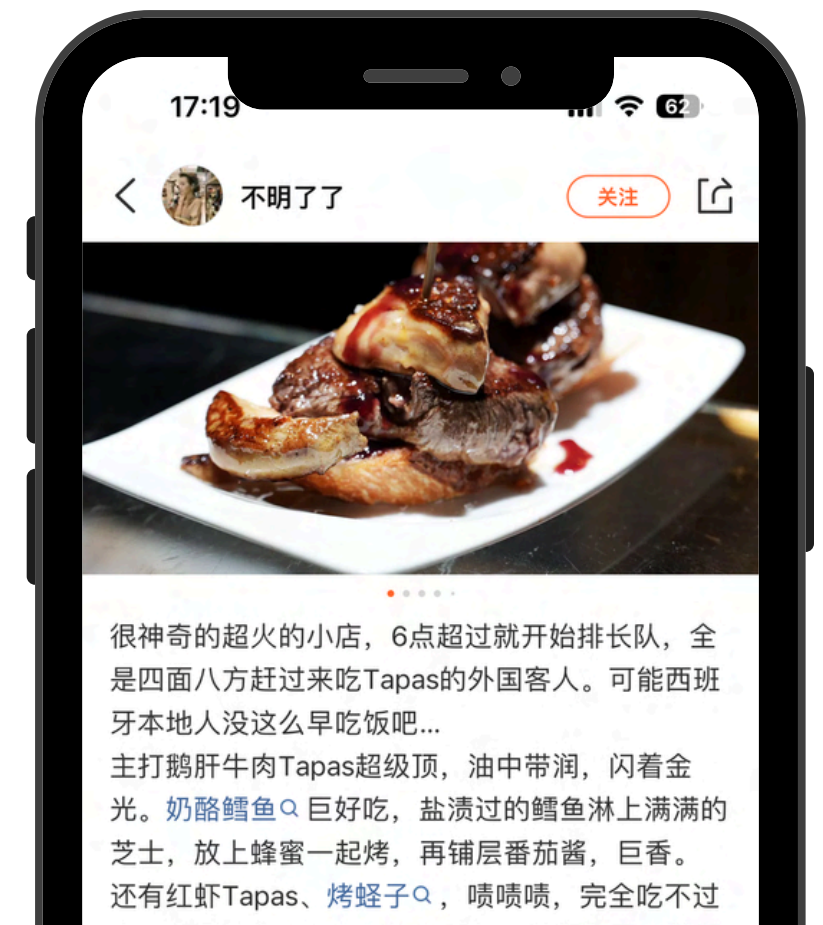 17:19
62
不明了了
关注
很神奇的超火的小店，6点超过就开始排长队，全
是四面八方赶过来吃Tapas的外国客人。可能西班
牙本地人没这么早吃饭吧...
主打鹅肝牛肉Tapas超级顶，油中带润，闪着金
光。奶酪鳕鱼 巨好吃，盐渍过的鳕鱼淋上满满的
芝士，放上蜂蜜一起烤，再铺层番茄酱，巨香。
还有红虾Tapas、烤蛏子，啧啧啧，完全吃不过